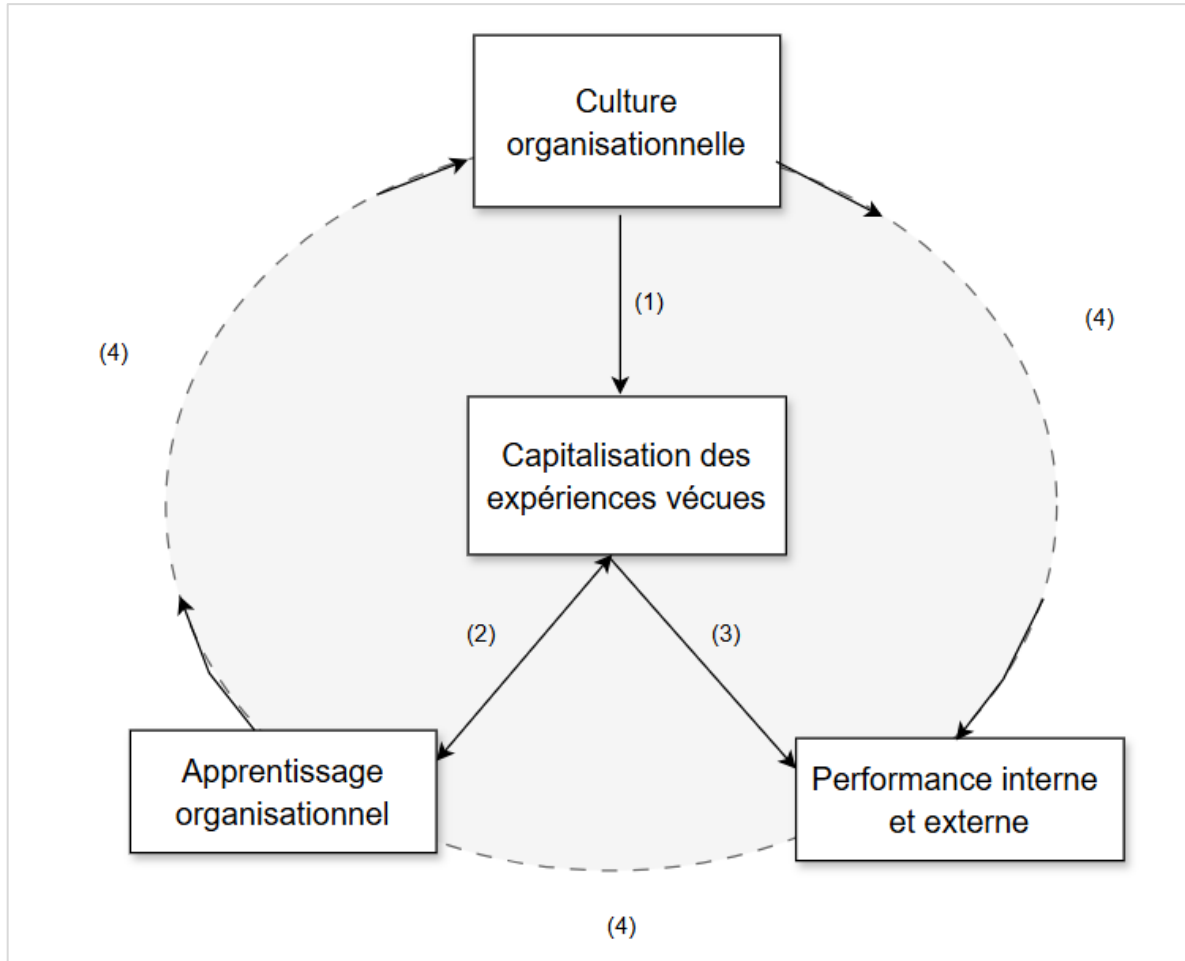 Culture
organisationnelle
(1)
(4)
(4)
Capitalisation des
expériences vécues
(2)
(3)
Apprentissage
organisationnel
Performance interne
et externe
(4)